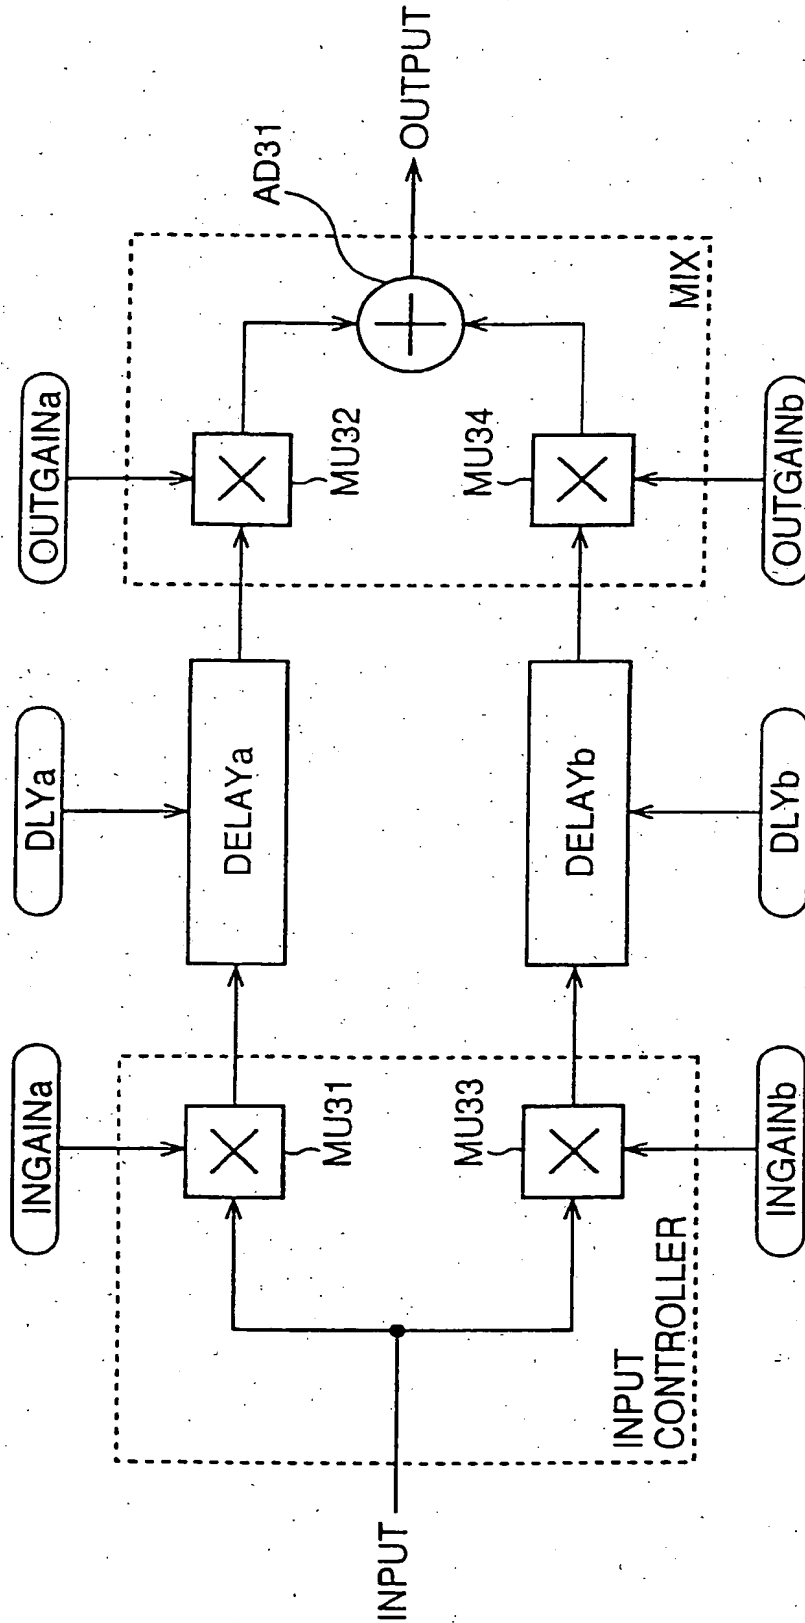 INGAINa
DLYa
OUTGAINa
MU31
DELAYa
MU32
AD31
INPUT
OUTPUT
MU33
DELAYb
MU34
INPUT
CONTROLLER
MIX
INGAINb
DLYb
OUTGAINb